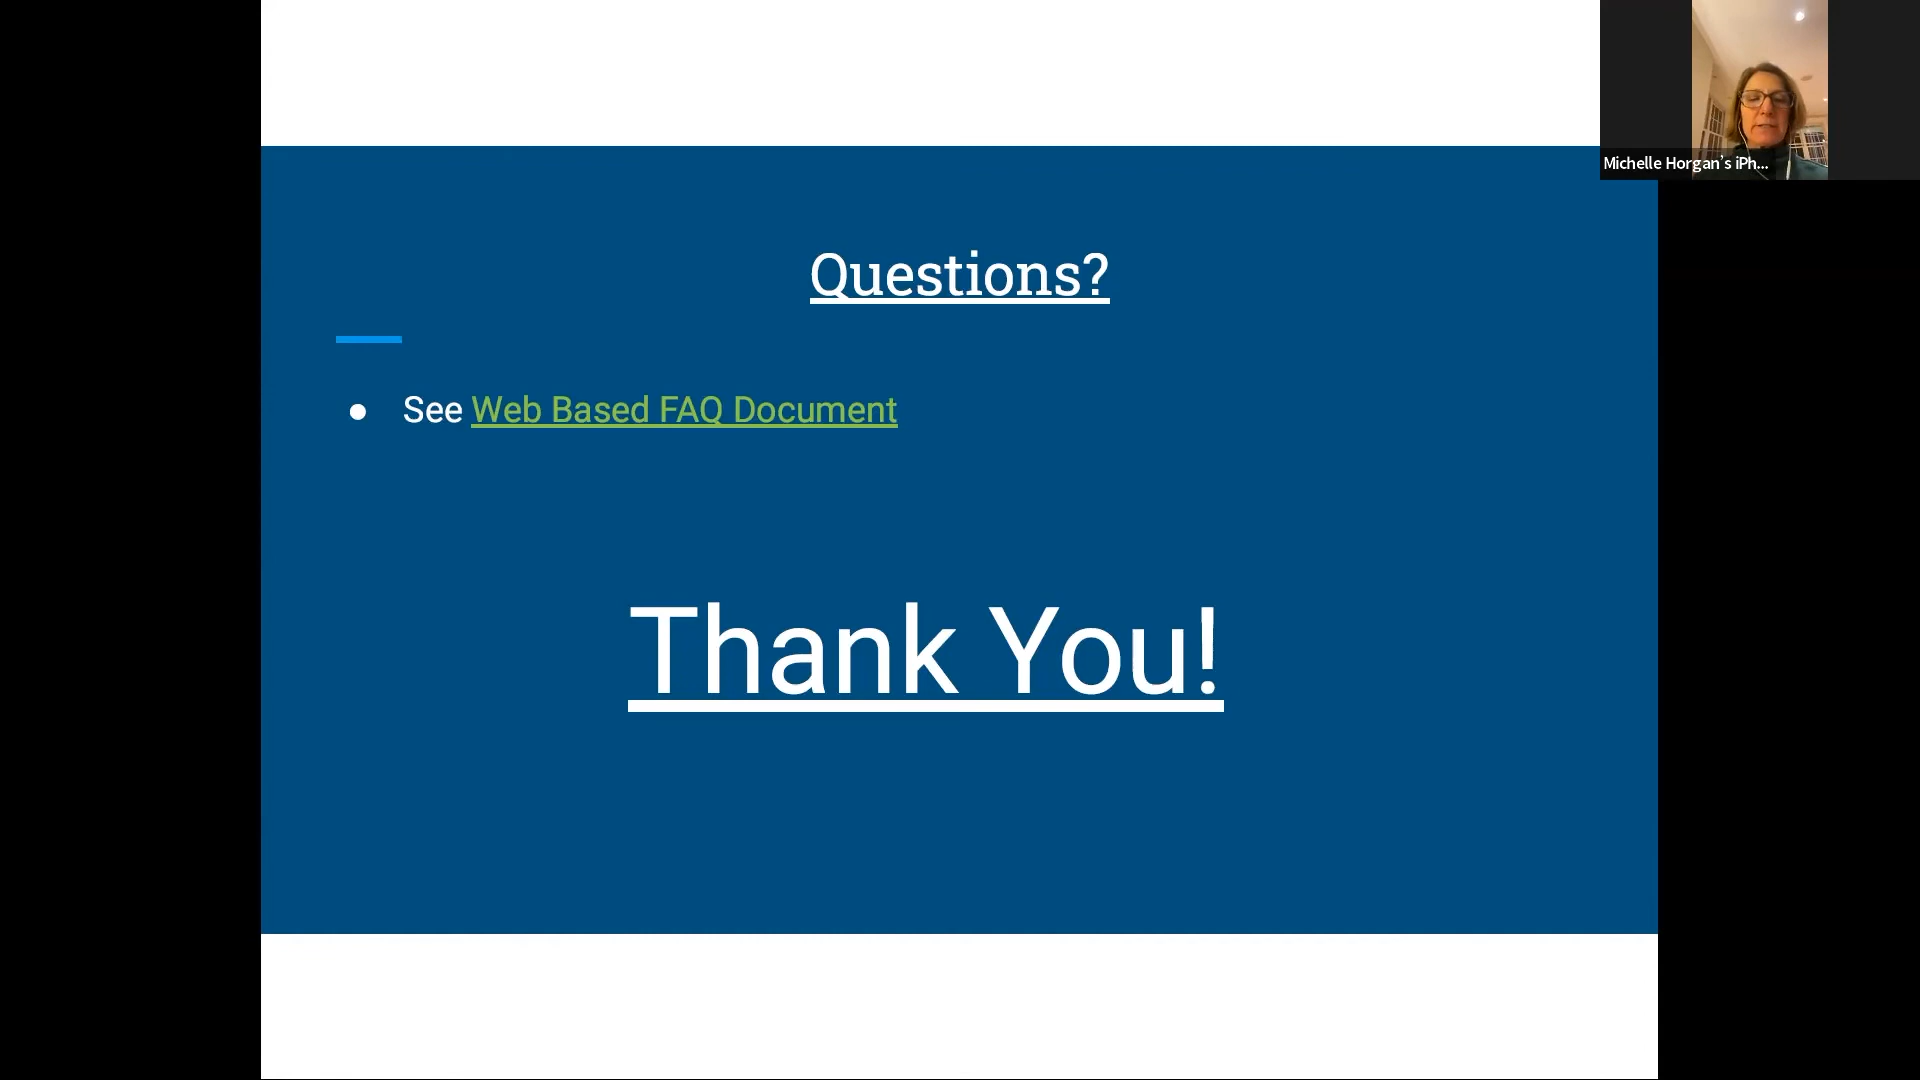 Questions?
● See Web Based FAQ Document
Thank You!
Michelle Horgan's iPh...